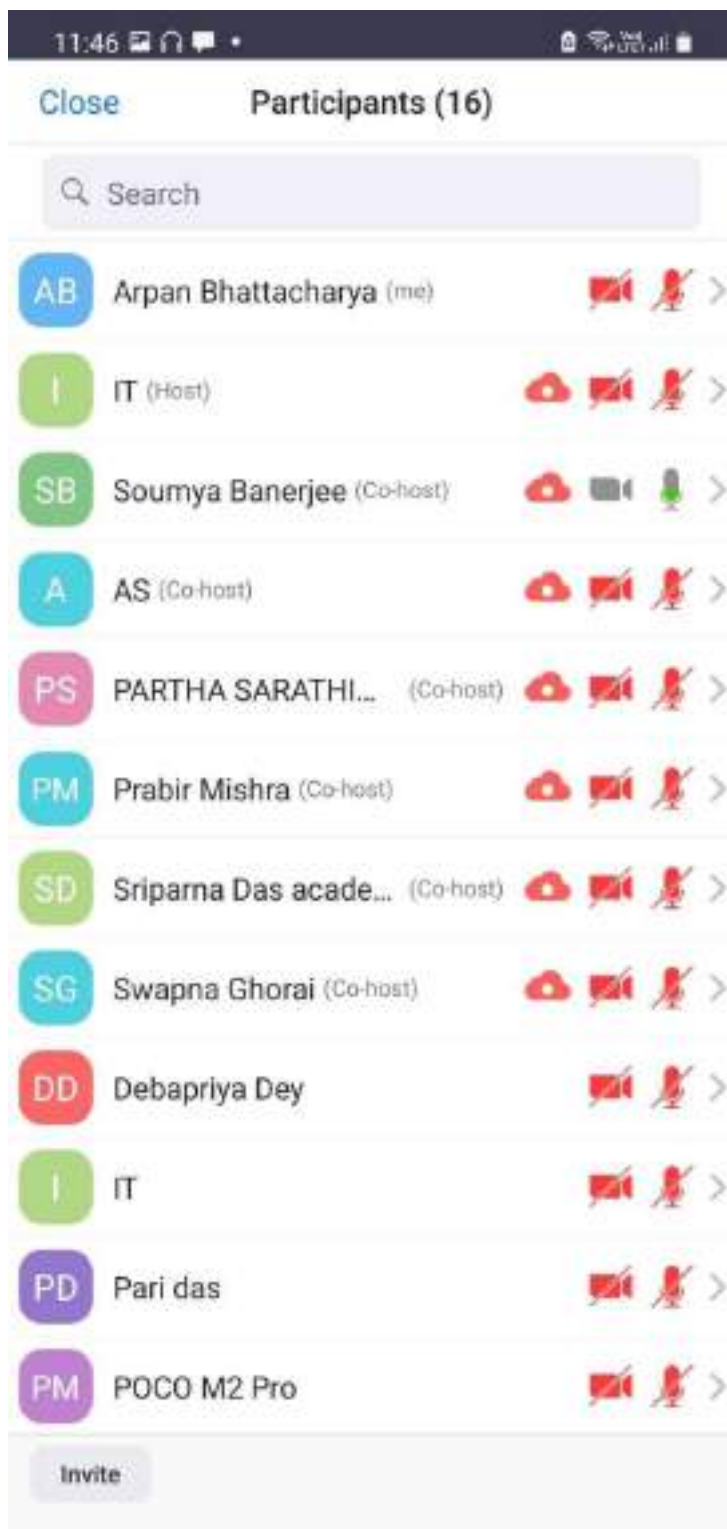 11:46
Close Participants (16)
Search
AB Arpan Bhattacharya (me)
I IT (Host)
SB Soumya Banerjee (Co-host)
A AS (Co-host)
PS PARTHA SARATHI... (Co-host)
PM Prabir Mishra (Co-host)
SD Sriparna Das acade... (Co-host)
SG Swapna Ghorai (Co-host)
DD Debapriya Dey
I IT
PD Pari das
PM POCO M2 Pro
Invite